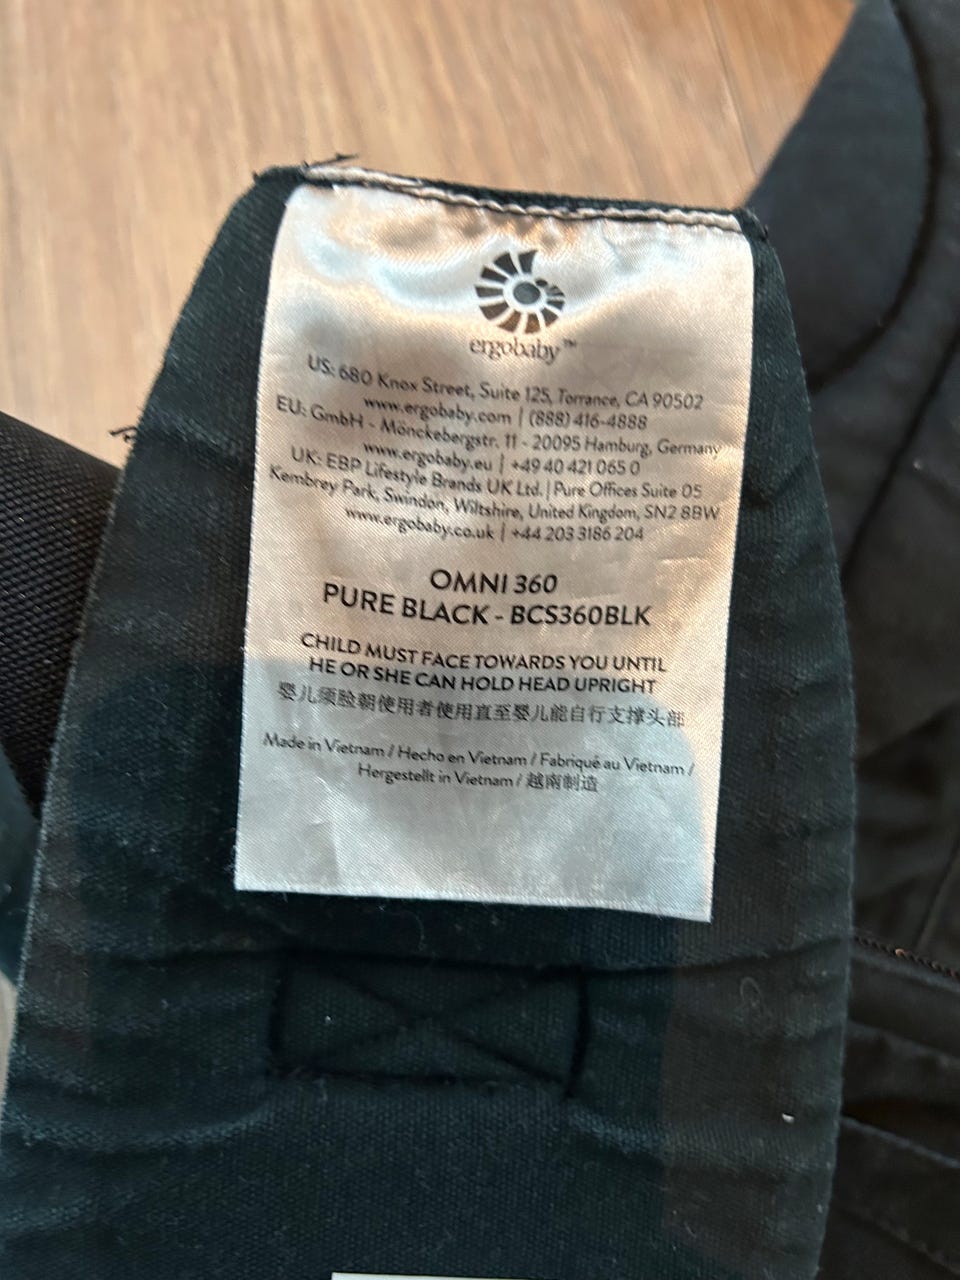 ergobaby™
US: 680 Knox Street, Suite 125, Torrance, CA 90502
www.ergobaby.com | (888) 416-4888
EU: GmbH - Mönckebergstr. 11 - 20095 Hamburg, Germany
www.ergobaby.eu | +49 40 421 065 0
UK: EBP Lifestyle Brands UK Ltd. | Pure Offices Suite 05
Kembrey Park, Swindon, Wiltshire, United Kingdom, SN2 8BW
www.ergobaby.co.uk | +44 203 3186 204
OMNI 360
PURE BLACK - BCS360BLK
CHILD MUST FACE TOWARDS YOU UNTIL
HE OR SHE CAN HOLD HEAD UPRIGHT
婴儿须脸朝使用者使用直至婴儿能自行支撑头部
Made in Vietnam / Hecho en Vietnam / Fabriqué au Vietnam /
Hergestellt in Vietnam / 越南制造